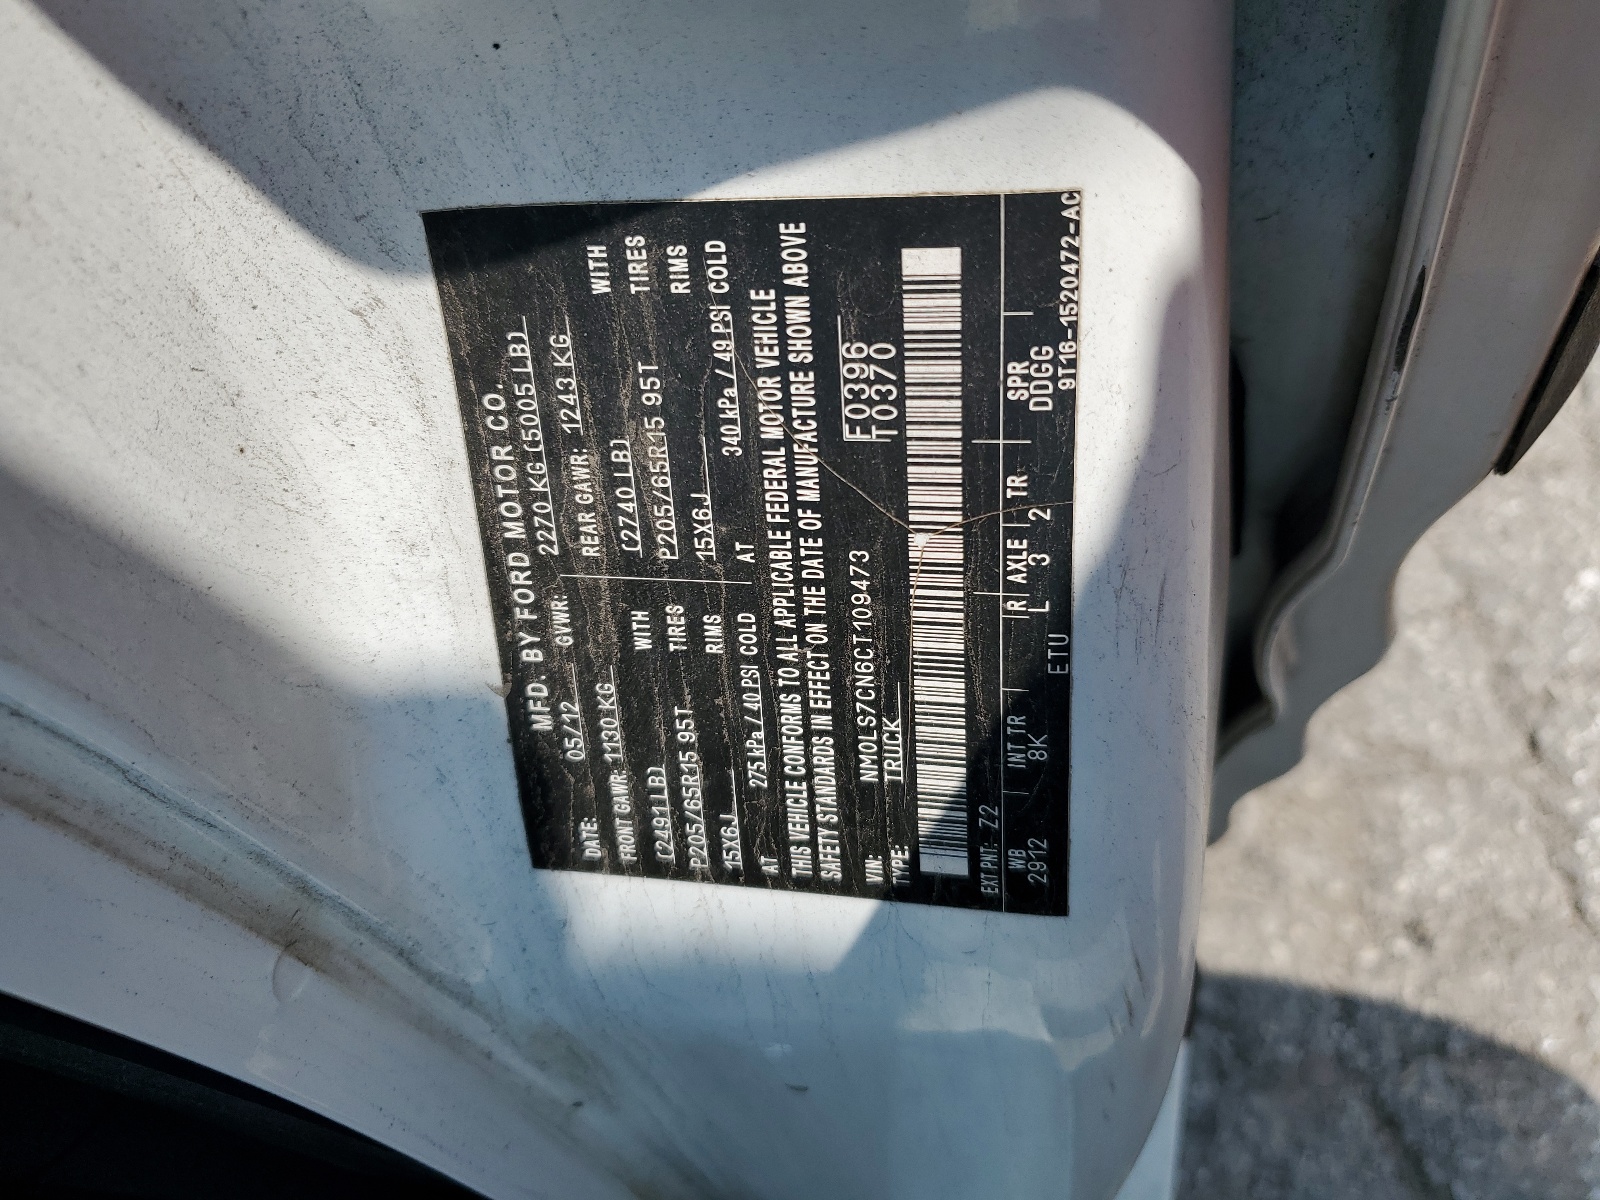 MFD. BY FORD MOTOR CO.
DATE: 05/12 GVWR: 2270 KG (5005 LB)
FRONT GAWR: 1130 KG REAR GAWR: 1243 KG
(2491 LB) WITH (2740 LB) WITH
P205/65R15 95T TIRES P205/65R15 95T TIRES
15X6J RIMS 15X6J RIMS
AT 275 kPa / 40 PSI COLD AT 340 kPa / 49 PSI COLD
THIS VEHICLE CONFORMS TO ALL APPLICABLE FEDERAL MOTOR VEHICLE
SAFETY STANDARDS IN EFFECT ON THE DATE OF MANUFACTURE SHOWN ABOVE
VIN: NM0LS7CN6CT109473 F0396
TYPE: TRUCK T0370
EXT PNT: Z2
WB INT TR R AXLE TR SPR
2912 8K L 3 2 DDGG
ETU 9T16-1520472-AC